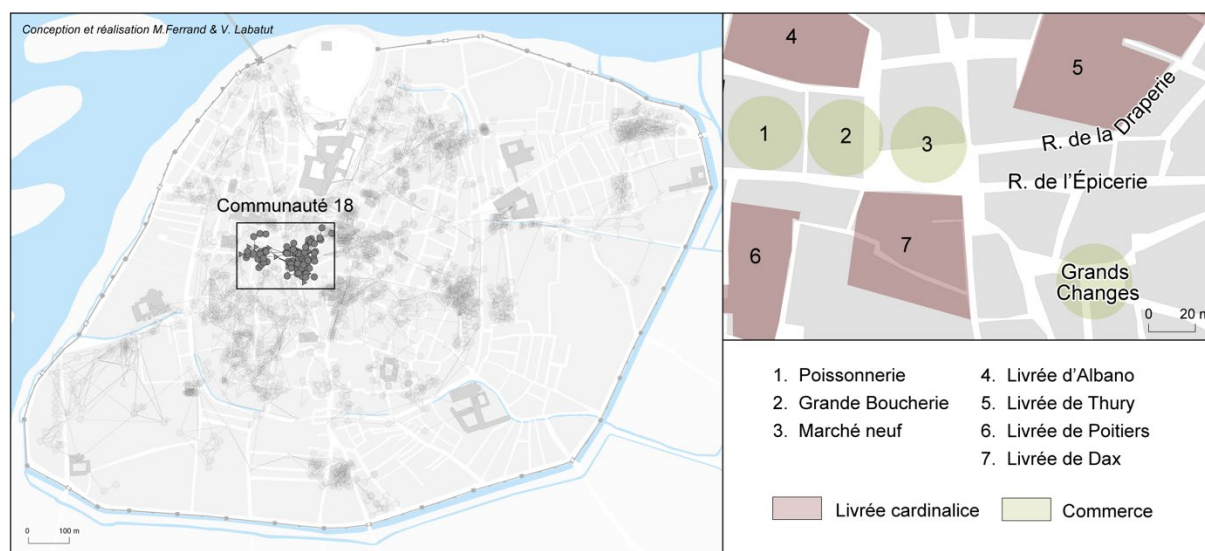 Conception et réalisation M.Ferrand & V. Labatut
Communauté 18
0 100 m
4
5
1
2
3
R. de la Draperie
R. de l'Épicerie
6
7
Grands
Changes
0 20 m
1. Poissonnerie
2. Grande Boucherie
3. Marché neuf
4. Livrée d'Albano
5. Livrée de Thury
6. Livrée de Poitiers
7. Livrée de Dax
Livrée cardinalice
Commerce